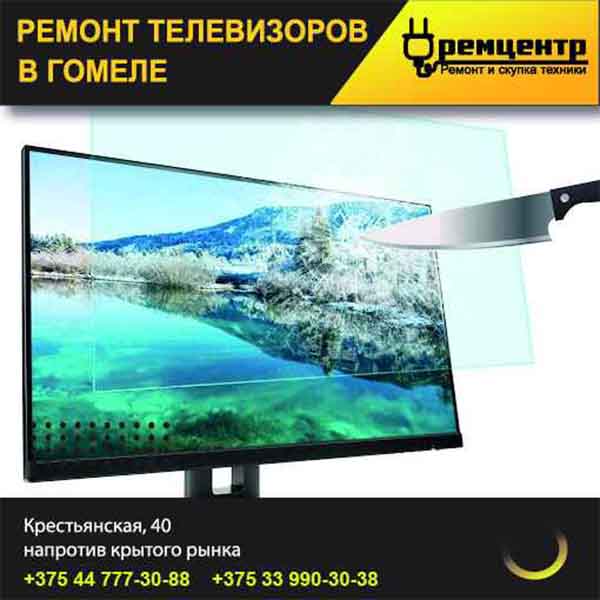 РЕМОНТ ТЕЛЕВИЗОРОВ
В ГОМЕЛЕ
РЕМЦЕНТР
Ремонт и скупка техники
Крестьянская, 40
напротив крытого рынка
+375 44 777-30-88 +375 33 990-30-38